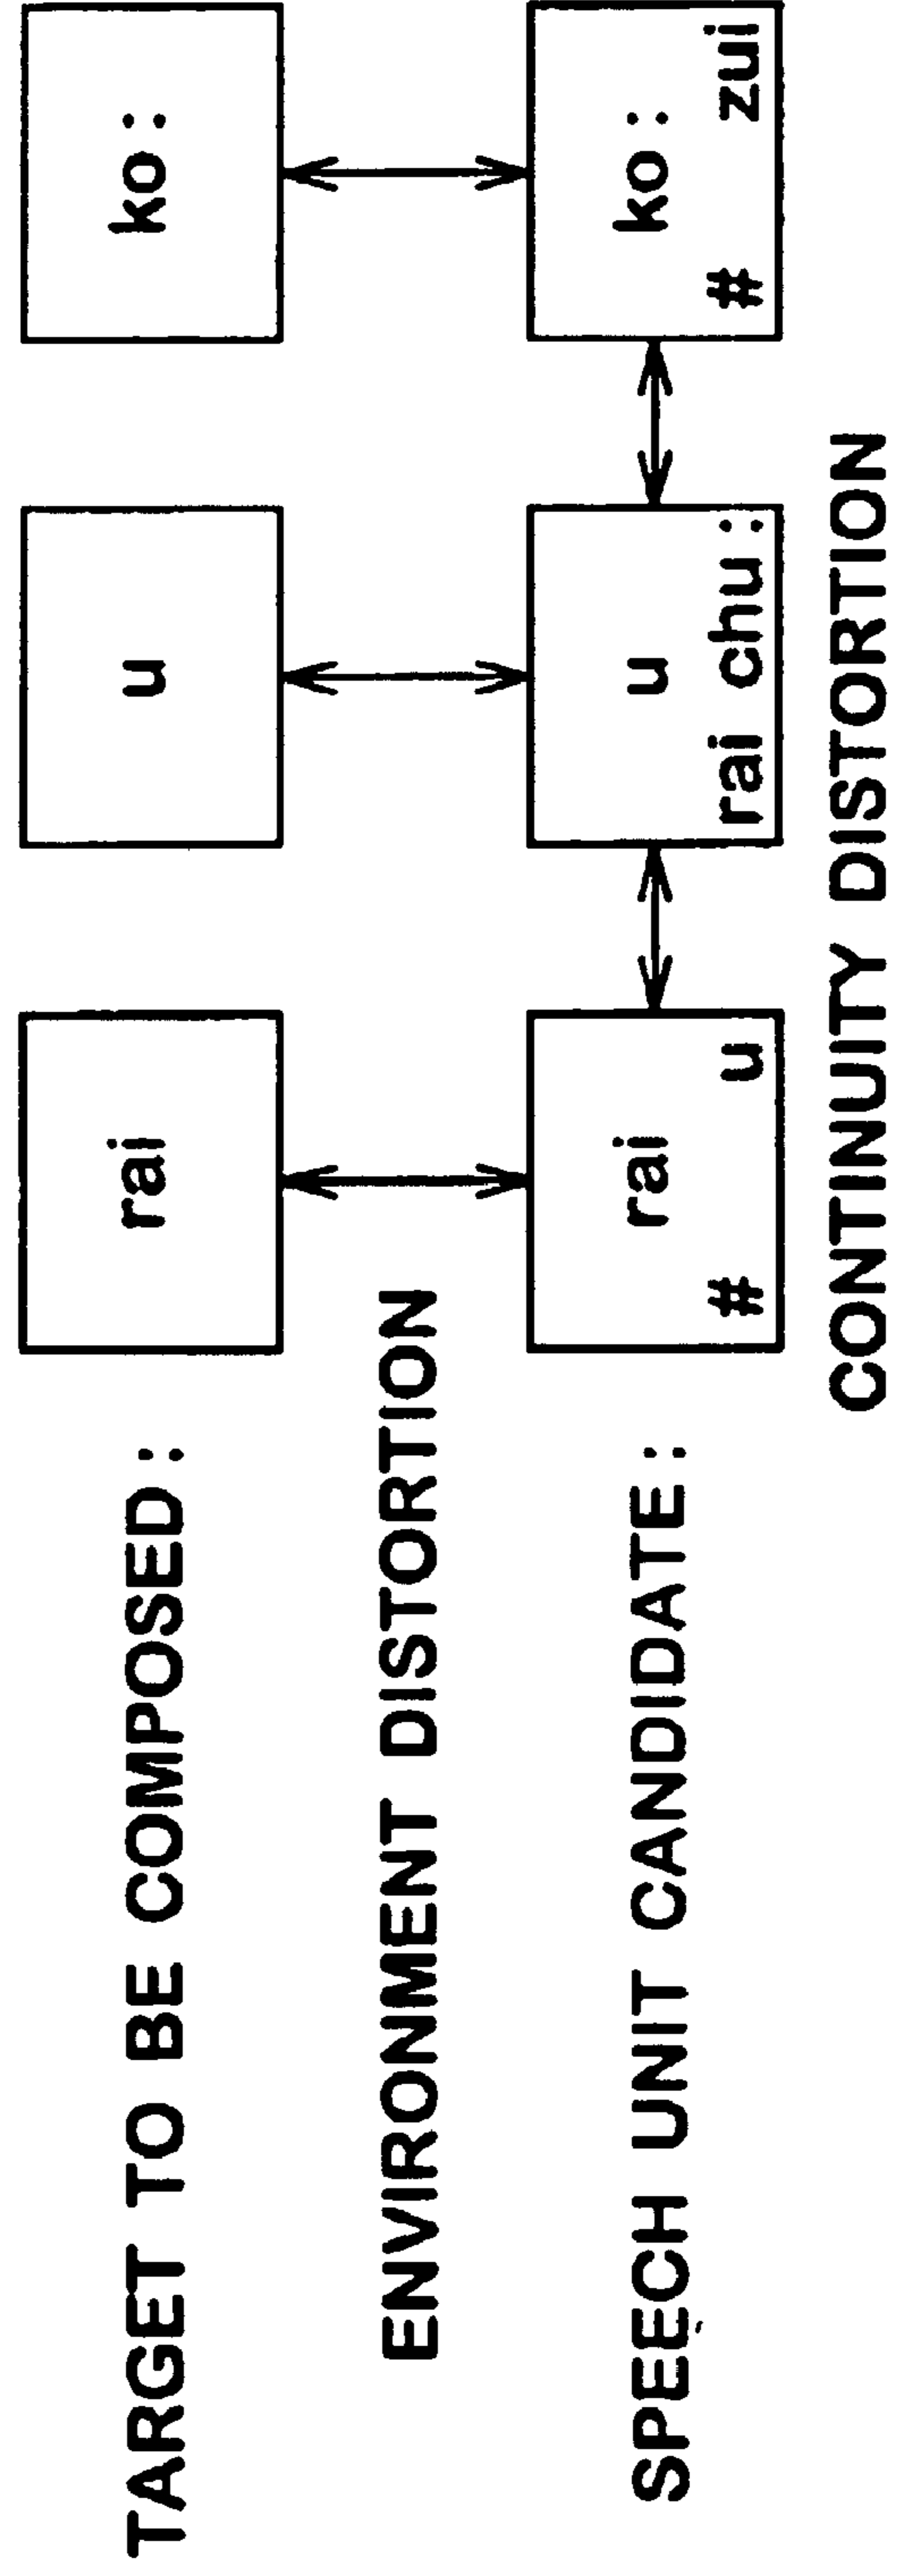 TARGET TO BE COMPOSED: rai u ko:
ENVIRONMENT DISTORTION
SPEECH UNIT CANDIDATE: rai u ko:
# u rai chu: # zui
CONTINUITY DISTORTION